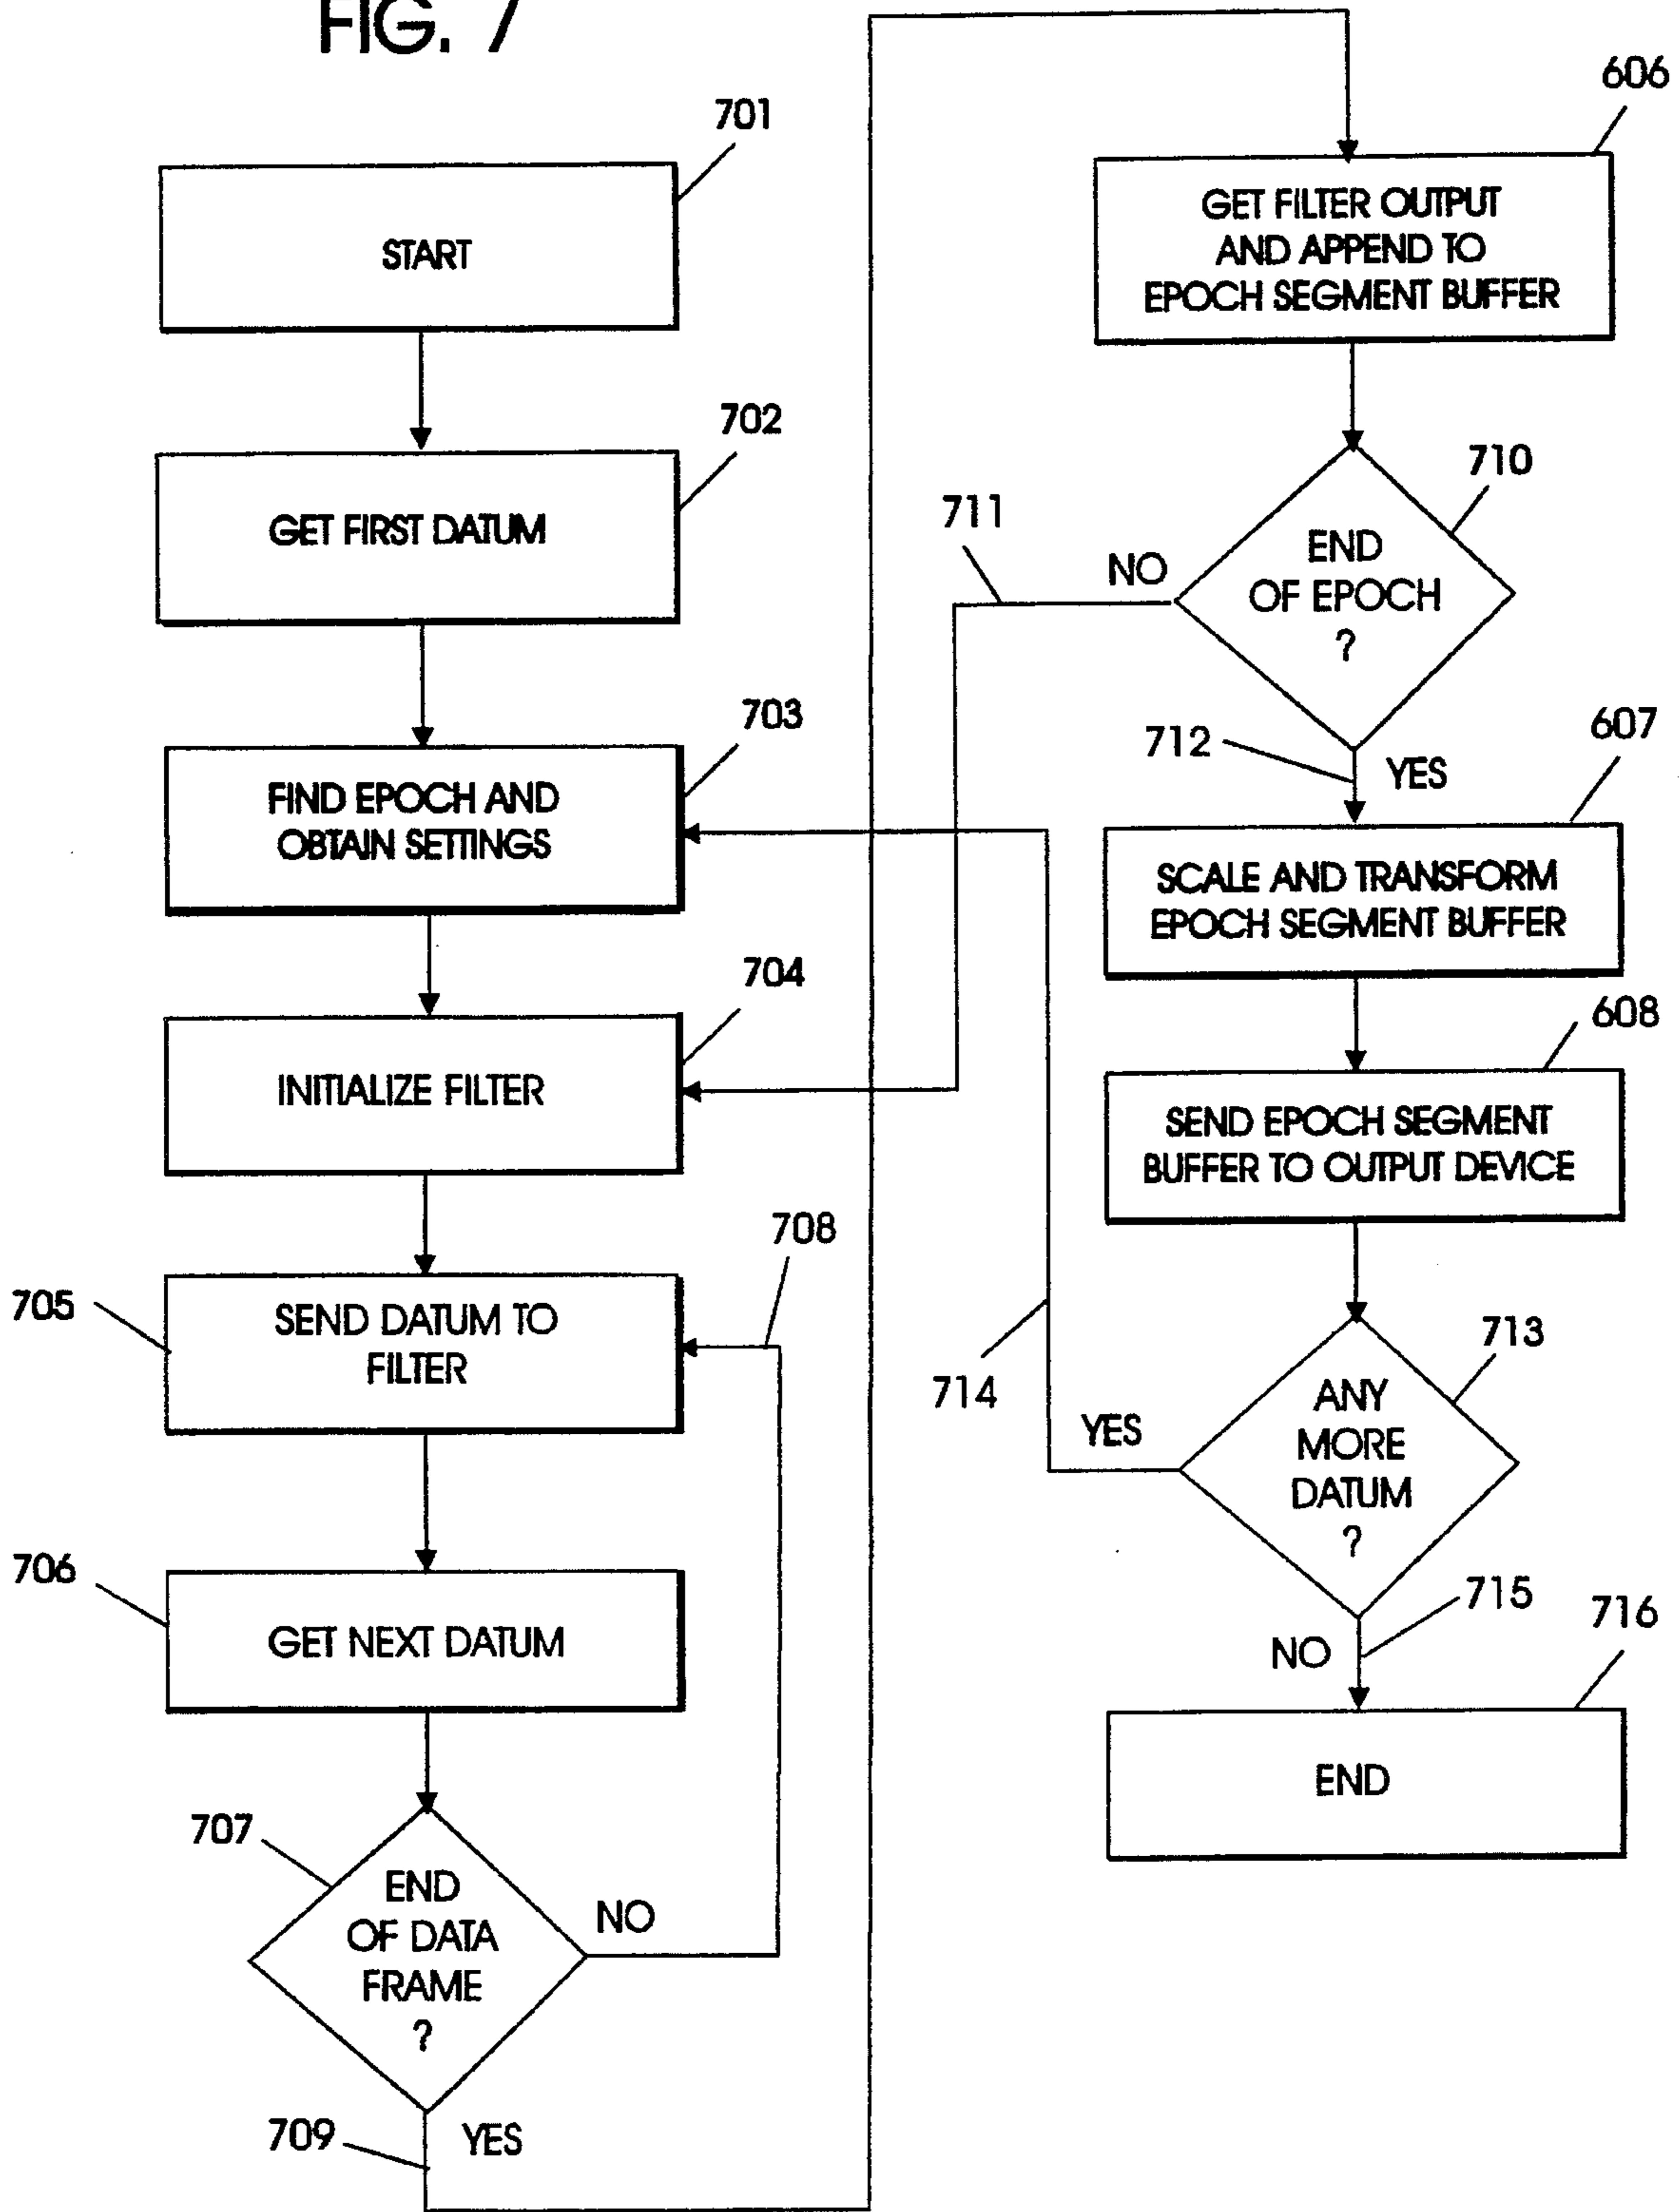 FIG. 7
701
START
702
GET FIRST DATUM
703
FIND EPOCH AND
OBTAIN SETTINGS
704
INITIALIZE FILTER
708
705
SEND DATUM TO
FILTER
706
GET NEXT DATUM
707
END
OF DATA
FRAME
?
NO
709
YES
606
GET FILTER OUTPUT
AND APPEND TO
EPOCH SEGMENT BUFFER
710
711
NO
END
OF EPOCH
?
712
YES
607
SCALE AND TRANSFORM
EPOCH SEGMENT BUFFER
608
SEND EPOCH SEGMENT
BUFFER TO OUTPUT DEVICE
713
714
YES
ANY
MORE
DATUM
?
715
NO
716
END